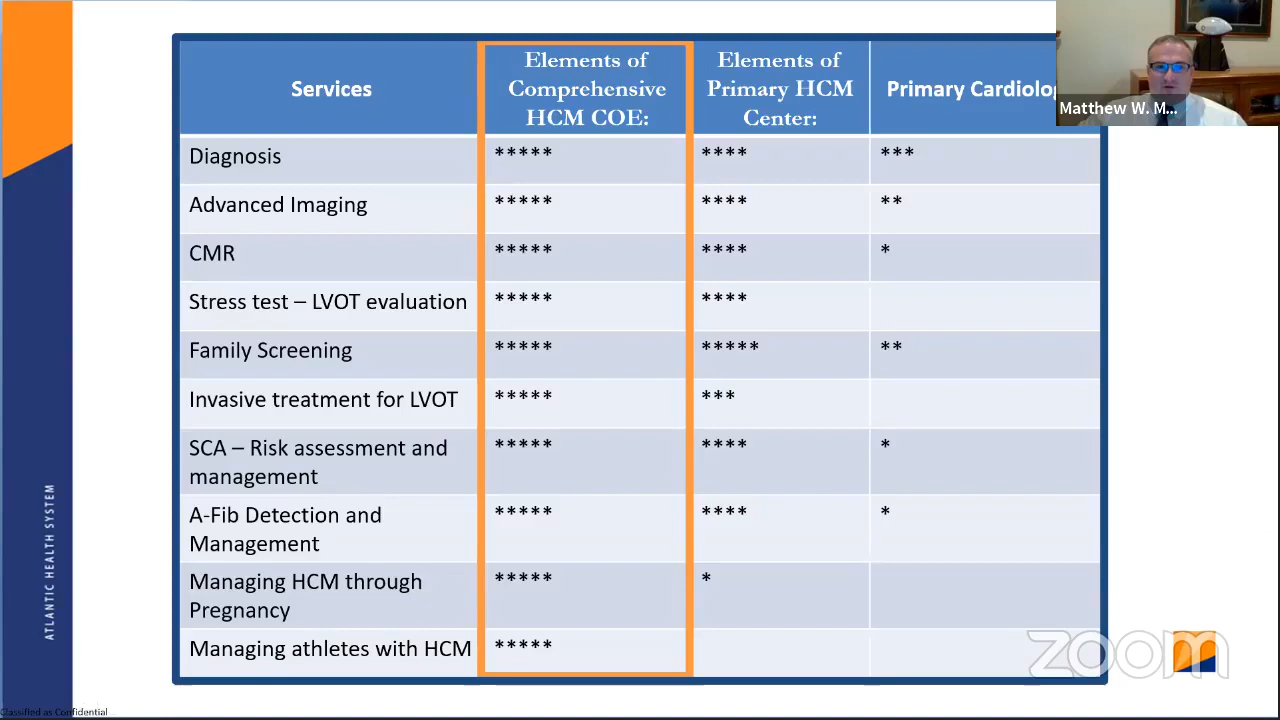 Services
Elements of
Comprehensive
HCM COE:
Elements of
Primary HCM
Center:
Primary Cardiolo
Matthew W. M...
Diagnosis ***** **** ***
Advanced Imaging ***** **** **
CMR ***** **** *
Stress test – LVOT evaluation ***** ****
Family Screening ***** ***** **
Invasive treatment for LVOT ***** ***
SCA – Risk assessment and ***** **** *
management
A-Fib Detection and ***** **** *
Management
Managing HCM through ***** *
Pregnancy
Managing athletes with HCM *****
ATLANTIC HEALTH SYSTEM
zoom
Classified as Confidential